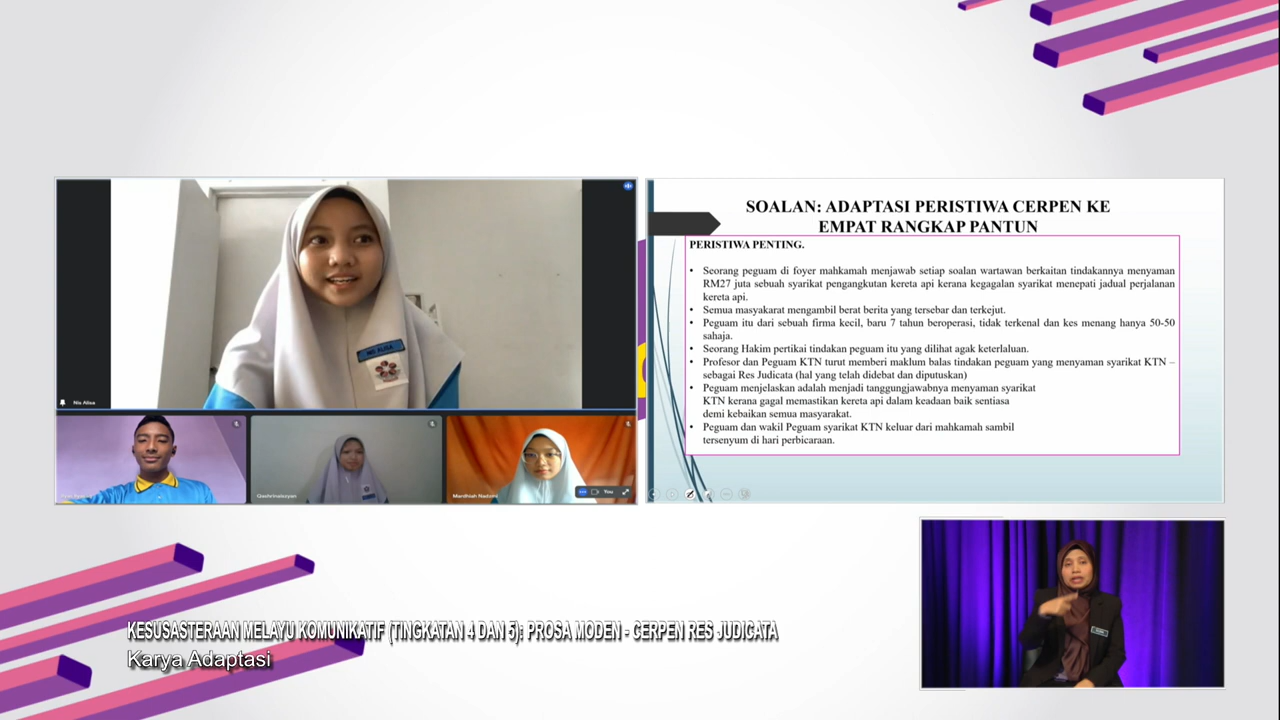 SOALAN: ADAPTASI PERISTIWA CERPEN KE
EMPAT RANGKAP PANTUN
PERISTIWA PENTING.
• Seorang peguam di foyer mahkamah menjawab setiap soalan wartawan berkaitan tindakannya menyaman
RM27 juta sebuah syarikat pengangkutan kereta api kerana kegagalan syarikat menepati jadual perjalanan
kereta api.
• Semua masyakarat mengambil berat berita yang tersebar dan terkejut.
• Peguam itu dari sebuah firma kecil, baru 7 tahun beroperasi, tidak terkenal dan kes menang hanya 50-50
sahaja.
• Seorang Hakim pertikai tindakan peguam itu yang dilihat agak keterlaluan.
• Profesor dan Peguam KTN turut memberi maklum balas tindakan peguam yang menyaman syarikat KTN –
sebagai Res Judicata (hal yang telah didebat dan diputuskan)
• Peguam menjelaskan adalah menjadi tanggungjawabnya menyaman syarikat
KTN kerana gagal memastikan kereta api dalam keadaan baik sentiasa
demi kebaikan semua masyarakat.
• Peguam dan wakil Peguam syarikat KTN keluar dari mahkamah sambil
tersenyum di hari perbicaraan.
Nis Alisa
You
KESUSASTERAAN MELAYU KOMUNIKATIF (TINGKATAN 4 DAN 5): PROSA MODEN - CERPEN RES JUDICATA
Karya Adaptasi